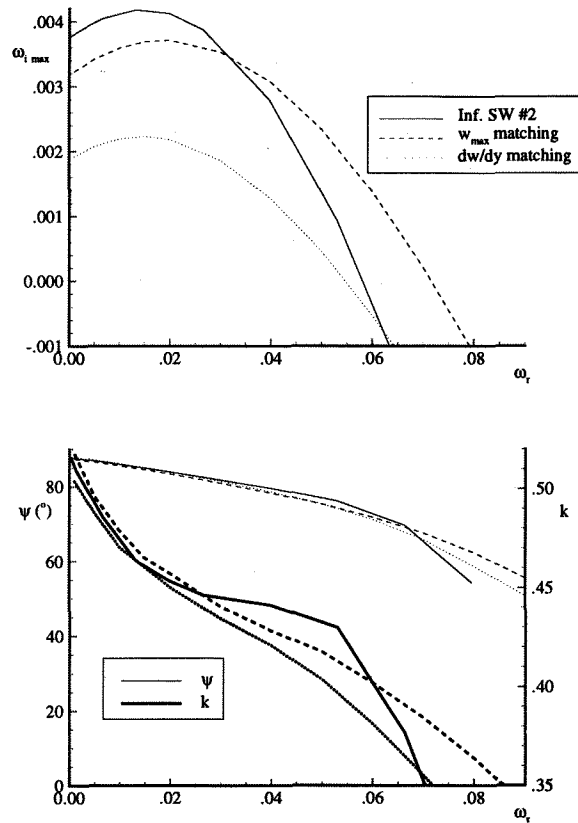 .004
ω_i max
.003
.002
.001
0.000
-.001
0.00
.02
.04
.06
.08
ω_r
Inf. SW #2
w_max matching
dw/dy matching
80
ψ (°)
60
40
20
0
.50
k
.45
.40
.35
ψ
k
0.00
.02
.04
.06
.08
ω_r